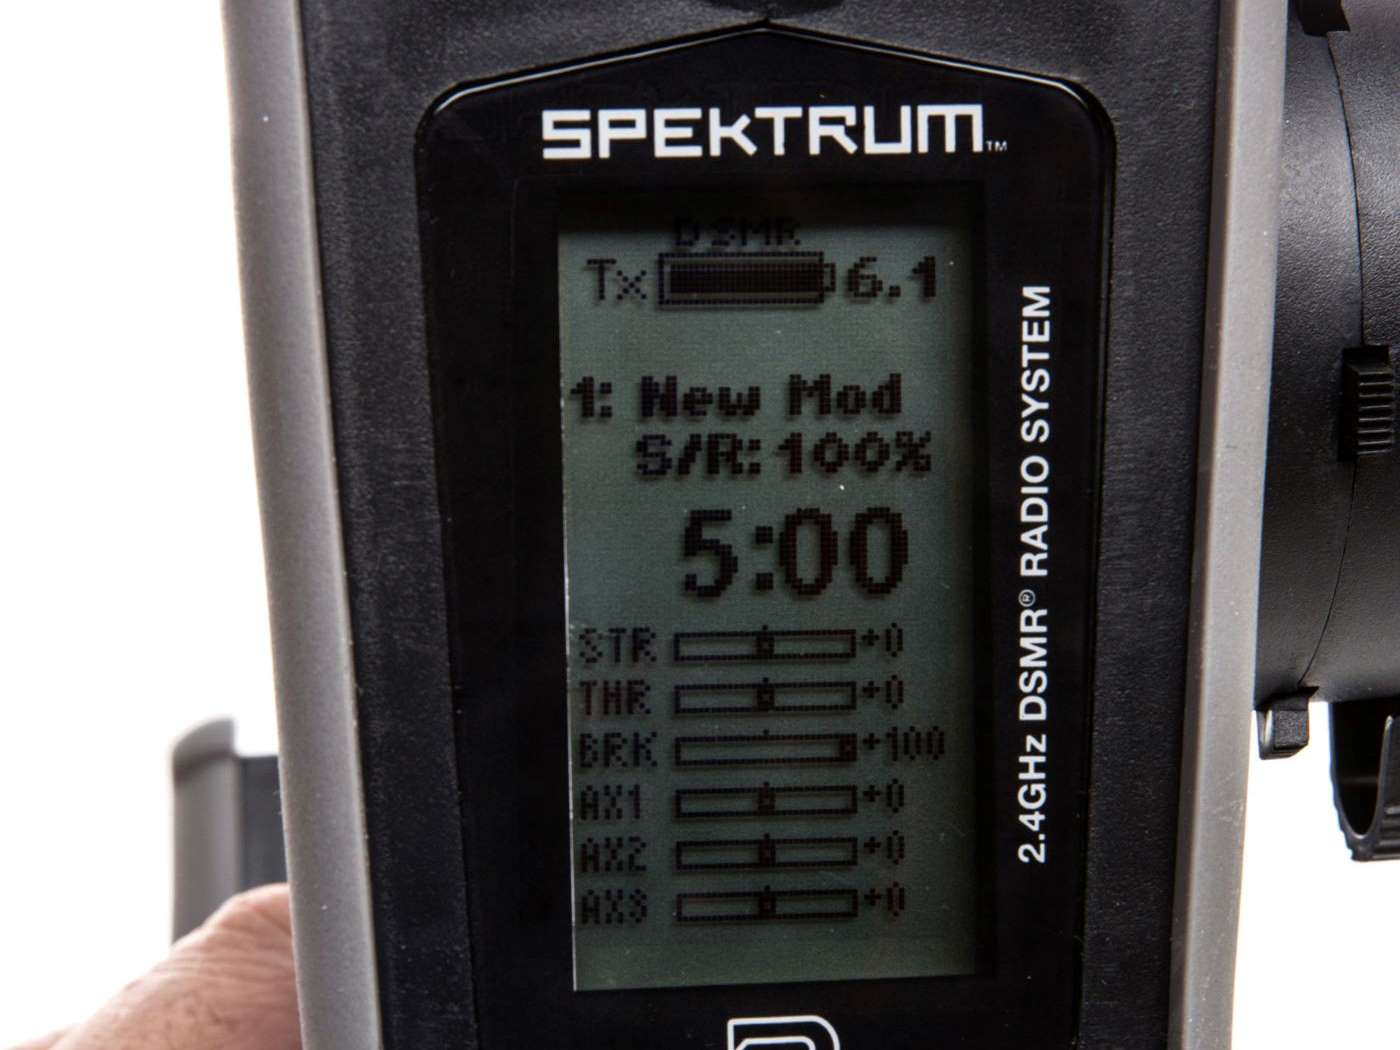 SPEKTRUM™
DSMR
Tx 6.1
1: New Mod
S/R: 100%
5:00
STR +0
THR +0
BRK +100
AX1 +0
AX2 +0
AX3 +0
2.4GHz DSMR® RADIO SYSTEM